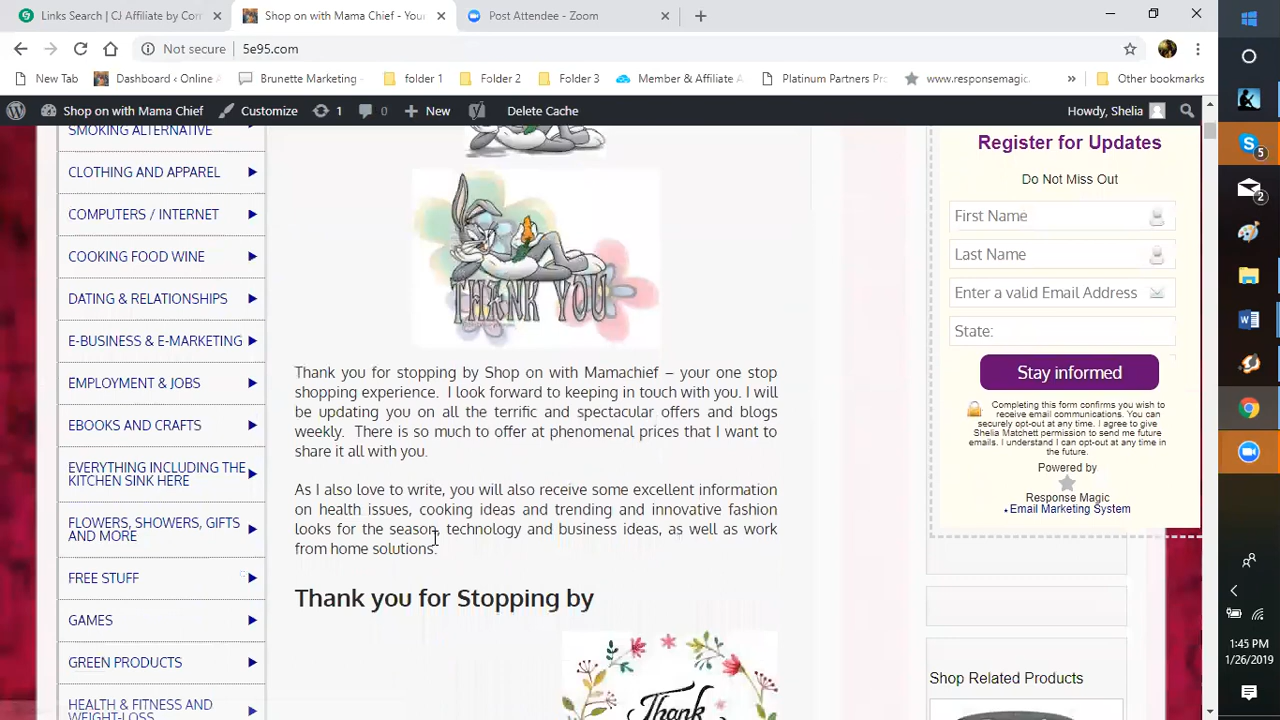 Links Search | CJ Affiliate by Com
Shop on with Mama Chief - Your
Post Attendee - Zoom
Not secure
5e95.com
New Tab
Dashboard ‹ Online A
Brunette Marketing -
folder 1
Folder 2
Folder 3
Member & Affiliate A
Platinum Partners Pr
www.responsemagic
»
Other bookmarks
Shop on with Mama Chief
Customize
1
0
New
Delete Cache
Howdy, Shelia
SMOKING ALTERNATIVE
CLOTHING AND APPAREL
COMPUTERS / INTERNET
COOKING FOOD WINE
DATING & RELATIONSHIPS
E-BUSINESS & E-MARKETING
EMPLOYMENT & JOBS
EBOOKS AND CRAFTS
EVERYTHING INCLUDING THE
KITCHEN SINK HERE
FLOWERS, SHOWERS, GIFTS
AND MORE
FREE STUFF
GAMES
GREEN PRODUCTS
HEALTH & FITNESS AND
WEIGHT-LOSS
THANK YOU
Thank you for stopping by Shop on with Mamachief – your one stop
shopping experience. I look forward to keeping in touch with you. I will
be updating you on all the terrific and spectacular offers and blogs
weekly. There is so much to offer at phenomenal prices that I want to
share it all with you.
As I also love to write, you will also receive some excellent information
on health issues, cooking ideas and trending and innovative fashion
looks for the season, technology and business ideas, as well as work
from home solutions.
Thank you for Stopping by
Thank
Register for Updates
Do Not Miss Out
First Name
Last Name
Enter a valid Email Address
State:
Stay informed
Completing this form confirms you wish to
receive email communications. You can
securely opt-out at any time. I agree to give
Shelia Matchett permission to send me future
emails. I understand I can opt-out at any time in
the future.
Powered by
Response Magic
Email Marketing System
Shop Related Products
5
2
1:45 PM
1/26/2019